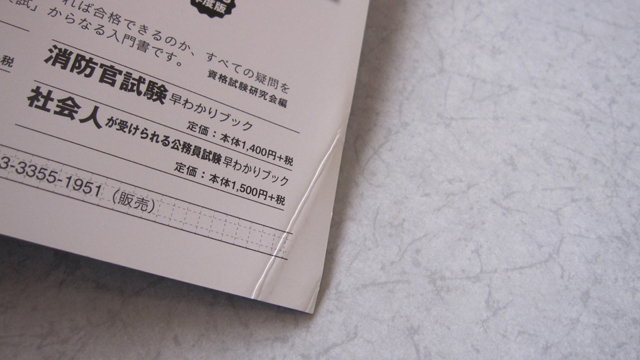 年度版
れば合格できるのか、すべての疑問を
試」からなる入門書です。
資格試験研究会編
税
消防官試験早わかりブック
定価：本体1,400円+税
社会人が受けられる公務員試験早わかりブック
定価：本体1,500円+税
3-3355-1951（販売）